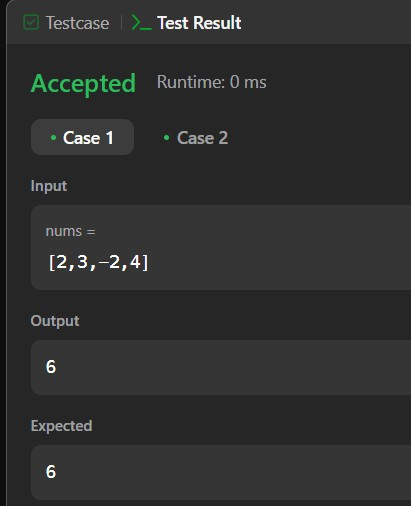 Testcase Test Result
Accepted Runtime: 0 ms
Case 1 Case 2
Input
nums =
[2,3,-2,4]
Output
6
Expected
6